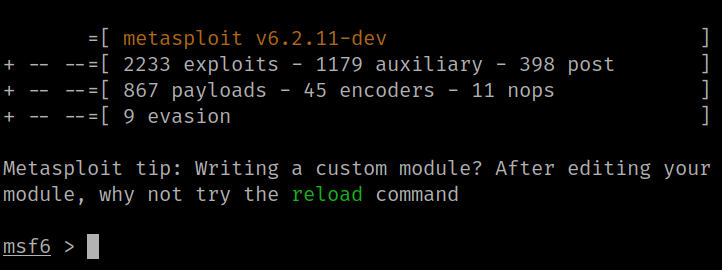 =[ metasploit v6.2.11-dev ]
+ -- --=[ 2233 exploits - 1179 auxiliary - 398 post ]
+ -- --=[ 867 payloads - 45 encoders - 11 nops ]
+ -- --=[ 9 evasion ]
Metasploit tip: Writing a custom module? After editing your
module, why not try the reload command
msf6 >